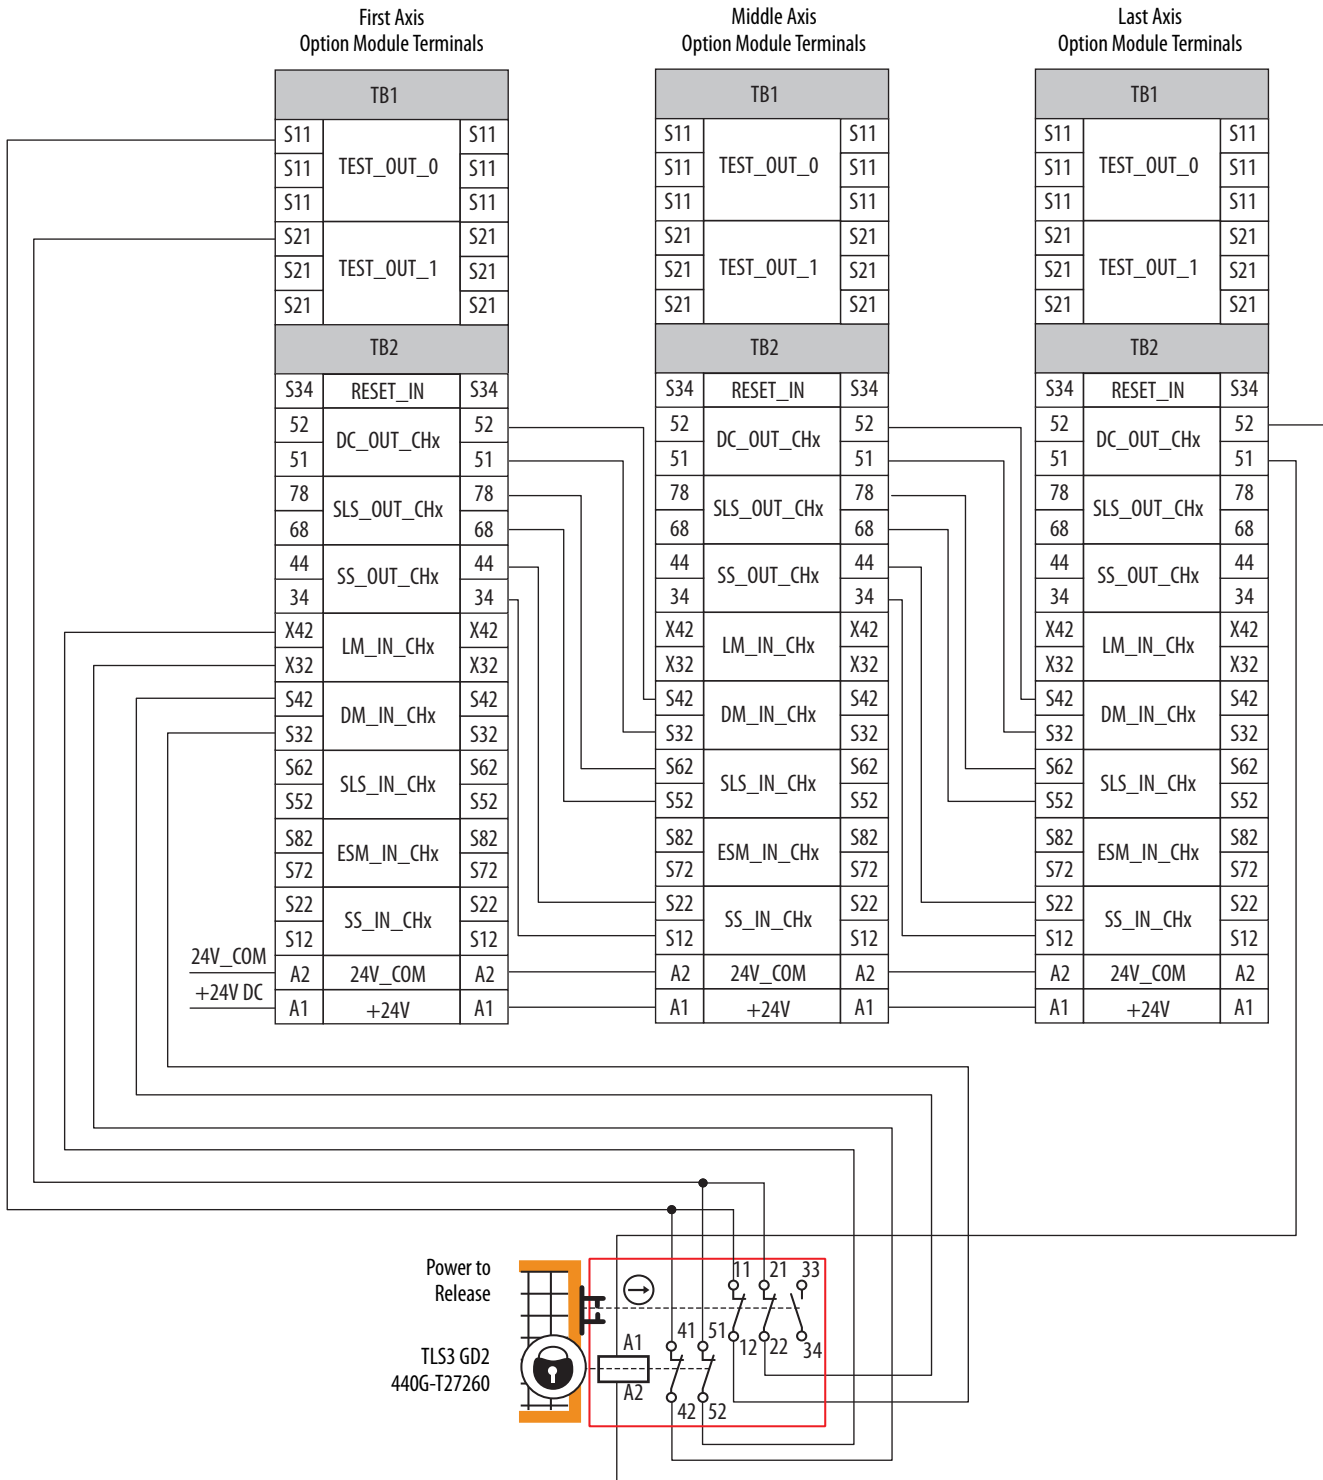 First Axis
Option Module Terminals
Middle Axis
Option Module Terminals
Last Axis
Option Module Terminals
TB1
S11 TEST_OUT_0 S11
S11 S11
S11 S11
S21 TEST_OUT_1 S21
S21 S21
S21 S21
TB2
S34 RESET_IN S34
52 DC_OUT_CHx 52
51 51
78 SLS_OUT_CHx 78
68 68
44 SS_OUT_CHx 44
34 34
X42 LM_IN_CHx X42
X32 X32
S42 DM_IN_CHx S42
S32 S32
S62 SLS_IN_CHx S62
S52 S52
S82 ESM_IN_CHx S82
S72 S72
S22 SS_IN_CHx S22
S12 S12
A2 24V_COM A2
A1 +24V A1
TB1
S11 TEST_OUT_0 S11
S11 S11
S11 S11
S21 TEST_OUT_1 S21
S21 S21
S21 S21
TB2
S34 RESET_IN S34
52 DC_OUT_CHx 52
51 51
78 SLS_OUT_CHx 78
68 68
44 SS_OUT_CHx 44
34 34
X42 LM_IN_CHx X42
X32 X32
S42 DM_IN_CHx S42
S32 S32
S62 SLS_IN_CHx S62
S52 S52
S82 ESM_IN_CHx S82
S72 S72
S22 SS_IN_CHx S22
S12 S12
A2 24V_COM A2
A1 +24V A1
TB1
S11 TEST_OUT_0 S11
S11 S11
S11 S11
S21 TEST_OUT_1 S21
S21 S21
S21 S21
TB2
S34 RESET_IN S34
52 DC_OUT_CHx 52
51 51
78 SLS_OUT_CHx 78
68 68
44 SS_OUT_CHx 44
34 34
X42 LM_IN_CHx X42
X32 X32
S42 DM_IN_CHx S42
S32 S32
S62 SLS_IN_CHx S62
S52 S52
S82 ESM_IN_CHx S82
S72 S72
S22 SS_IN_CHx S22
S12 S12
A2 24V_COM A2
A1 +24V A1
24V_COM
+24V DC
Power to
Release
TLS3 GD2
440G-T27260
11 21 33
41 51 12 22 34
A1
A2
42 52